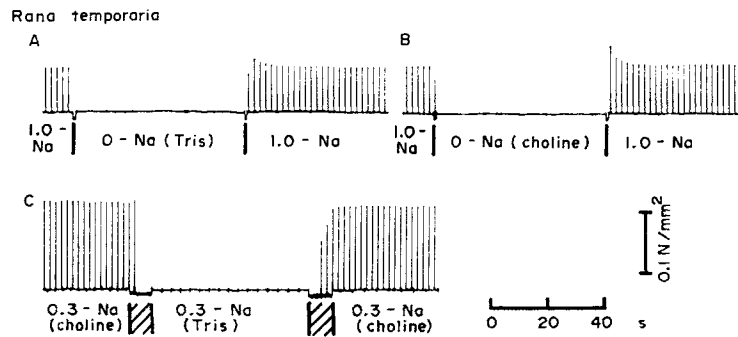 Rana temporaria
A
B
1.0 - Na
0 - Na (Tris)
1.0 - Na
1.0 - Na
0 - Na (choline)
1.0 - Na
C
0.3 - Na (choline)
0.3 - Na (Tris)
0.3 - Na (choline)
0.1 N/mm²
0 20 40 s